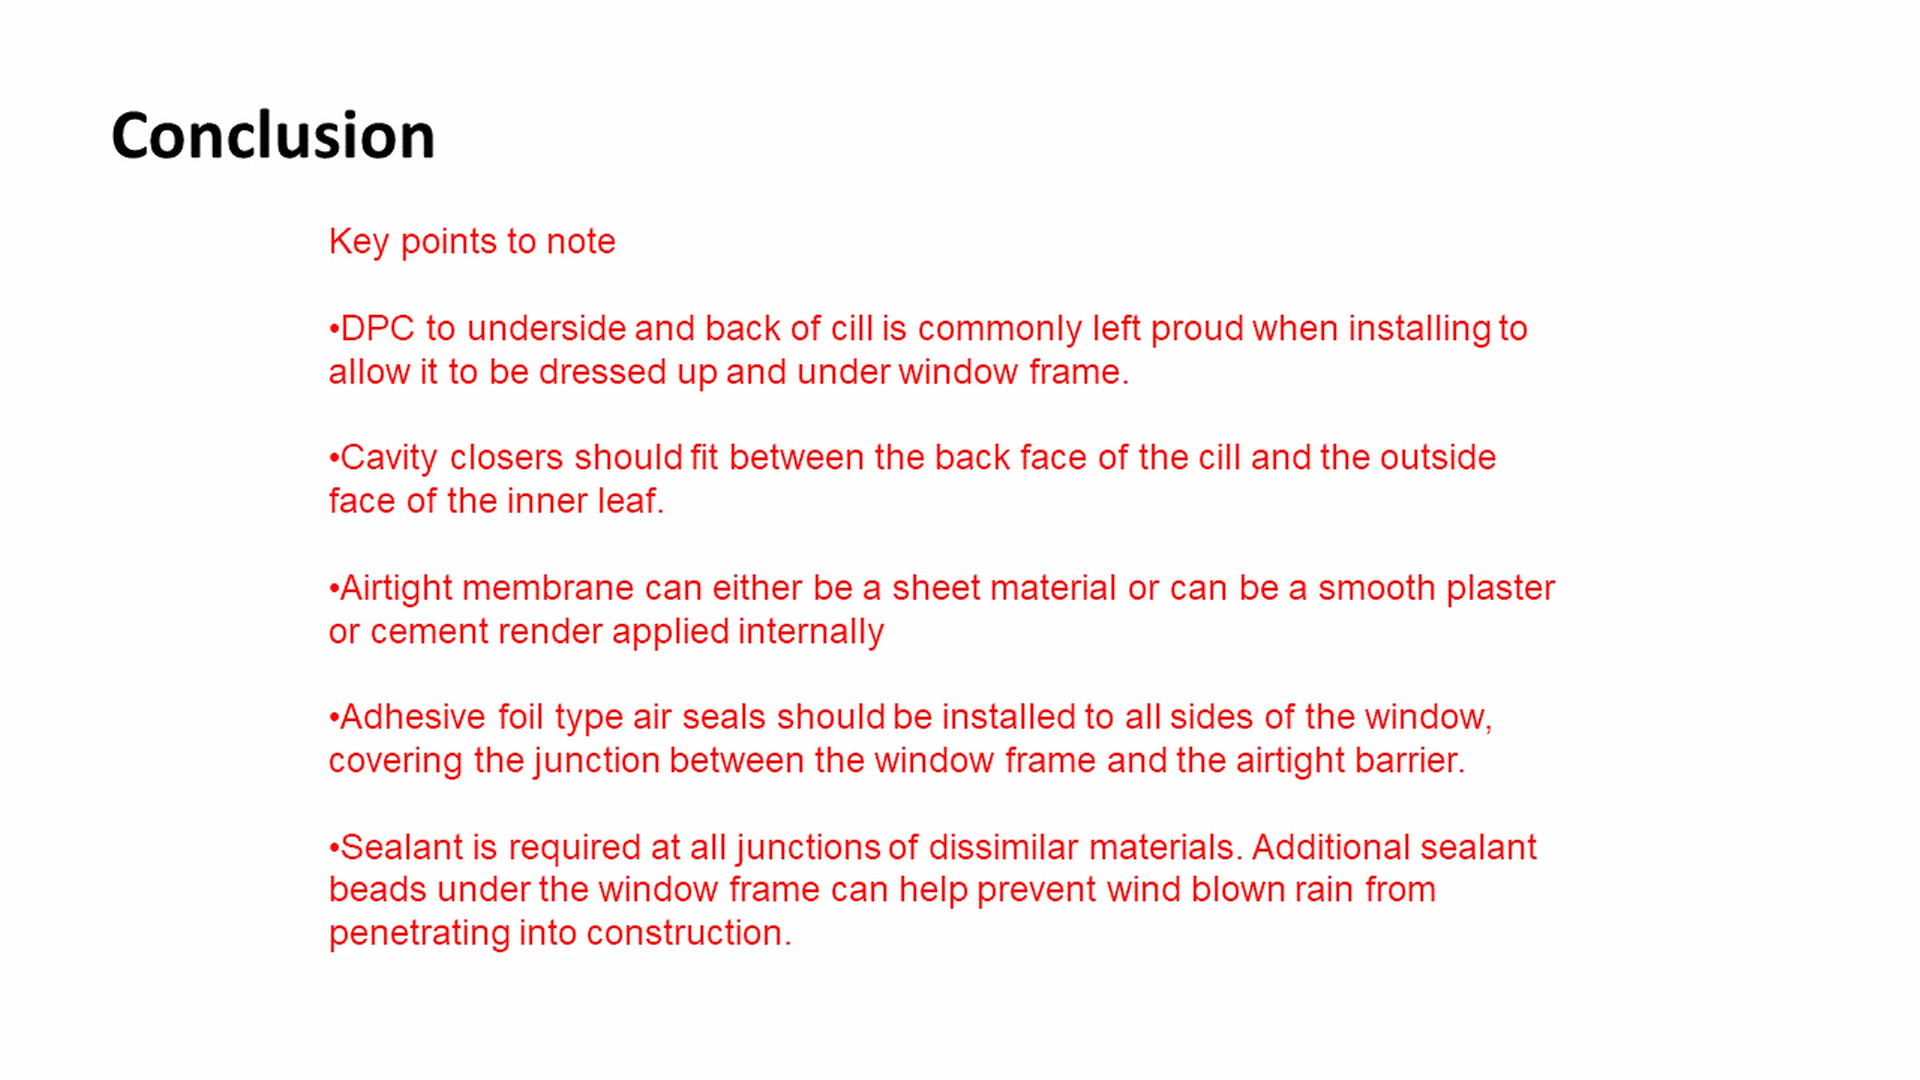 Conclusion
Key points to note
•DPC to underside and back of cill is commonly left proud when installing to
allow it to be dressed up and under window frame.
•Cavity closers should fit between the back face of the cill and the outside
face of the inner leaf.
•Airtight membrane can either be a sheet material or can be a smooth plaster
or cement render applied internally
•Adhesive foil type air seals should be installed to all sides of the window,
covering the junction between the window frame and the airtight barrier.
•Sealant is required at all junctions of dissimilar materials. Additional sealant
beads under the window frame can help prevent wind blown rain from
penetrating into construction.